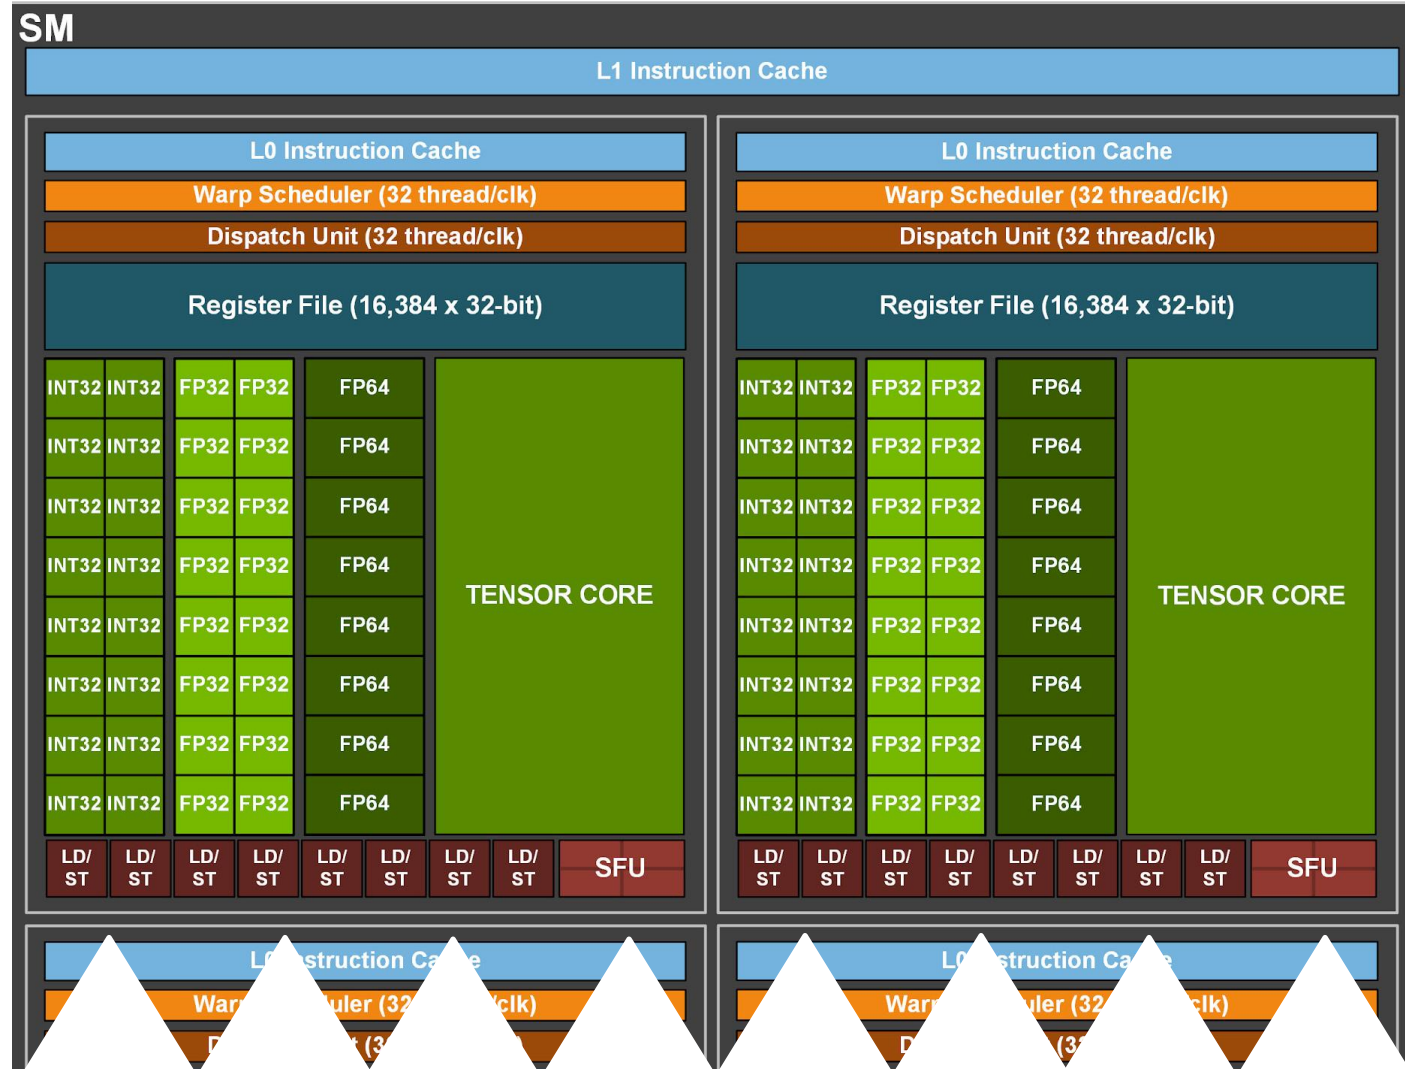 SM
L1 Instruction Cache
L0 Instruction Cache L0 Instruction Cache
Warp Scheduler (32 thread/clk) Warp Scheduler (32 thread/clk)
Dispatch Unit (32 thread/clk) Dispatch Unit (32 thread/clk)
Register File (16,384 x 32-bit) Register File (16,384 x 32-bit)
INT32 INT32 FP32 FP32 FP64 INT32 INT32 FP32 FP32 FP64
INT32 INT32 FP32 FP32 FP64 INT32 INT32 FP32 FP32 FP64
INT32 INT32 FP32 FP32 FP64 INT32 INT32 FP32 FP32 FP64
INT32 INT32 FP32 FP32 FP64 INT32 INT32 FP32 FP32 FP64
TENSOR CORE TENSOR CORE
INT32 INT32 FP32 FP32 FP64 INT32 INT32 FP32 FP32 FP64
INT32 INT32 FP32 FP32 FP64 INT32 INT32 FP32 FP32 FP64
INT32 INT32 FP32 FP32 FP64 INT32 INT32 FP32 FP32 FP64
INT32 INT32 FP32 FP32 FP64 INT32 INT32 FP32 FP32 FP64
LD/ LD/ LD/ LD/ LD/ LD/ LD/ LD/ SFU LD/ LD/ LD/ LD/ LD/ LD/ LD/ LD/ SFU
ST ST ST ST ST ST ST ST ST ST ST ST ST ST ST ST